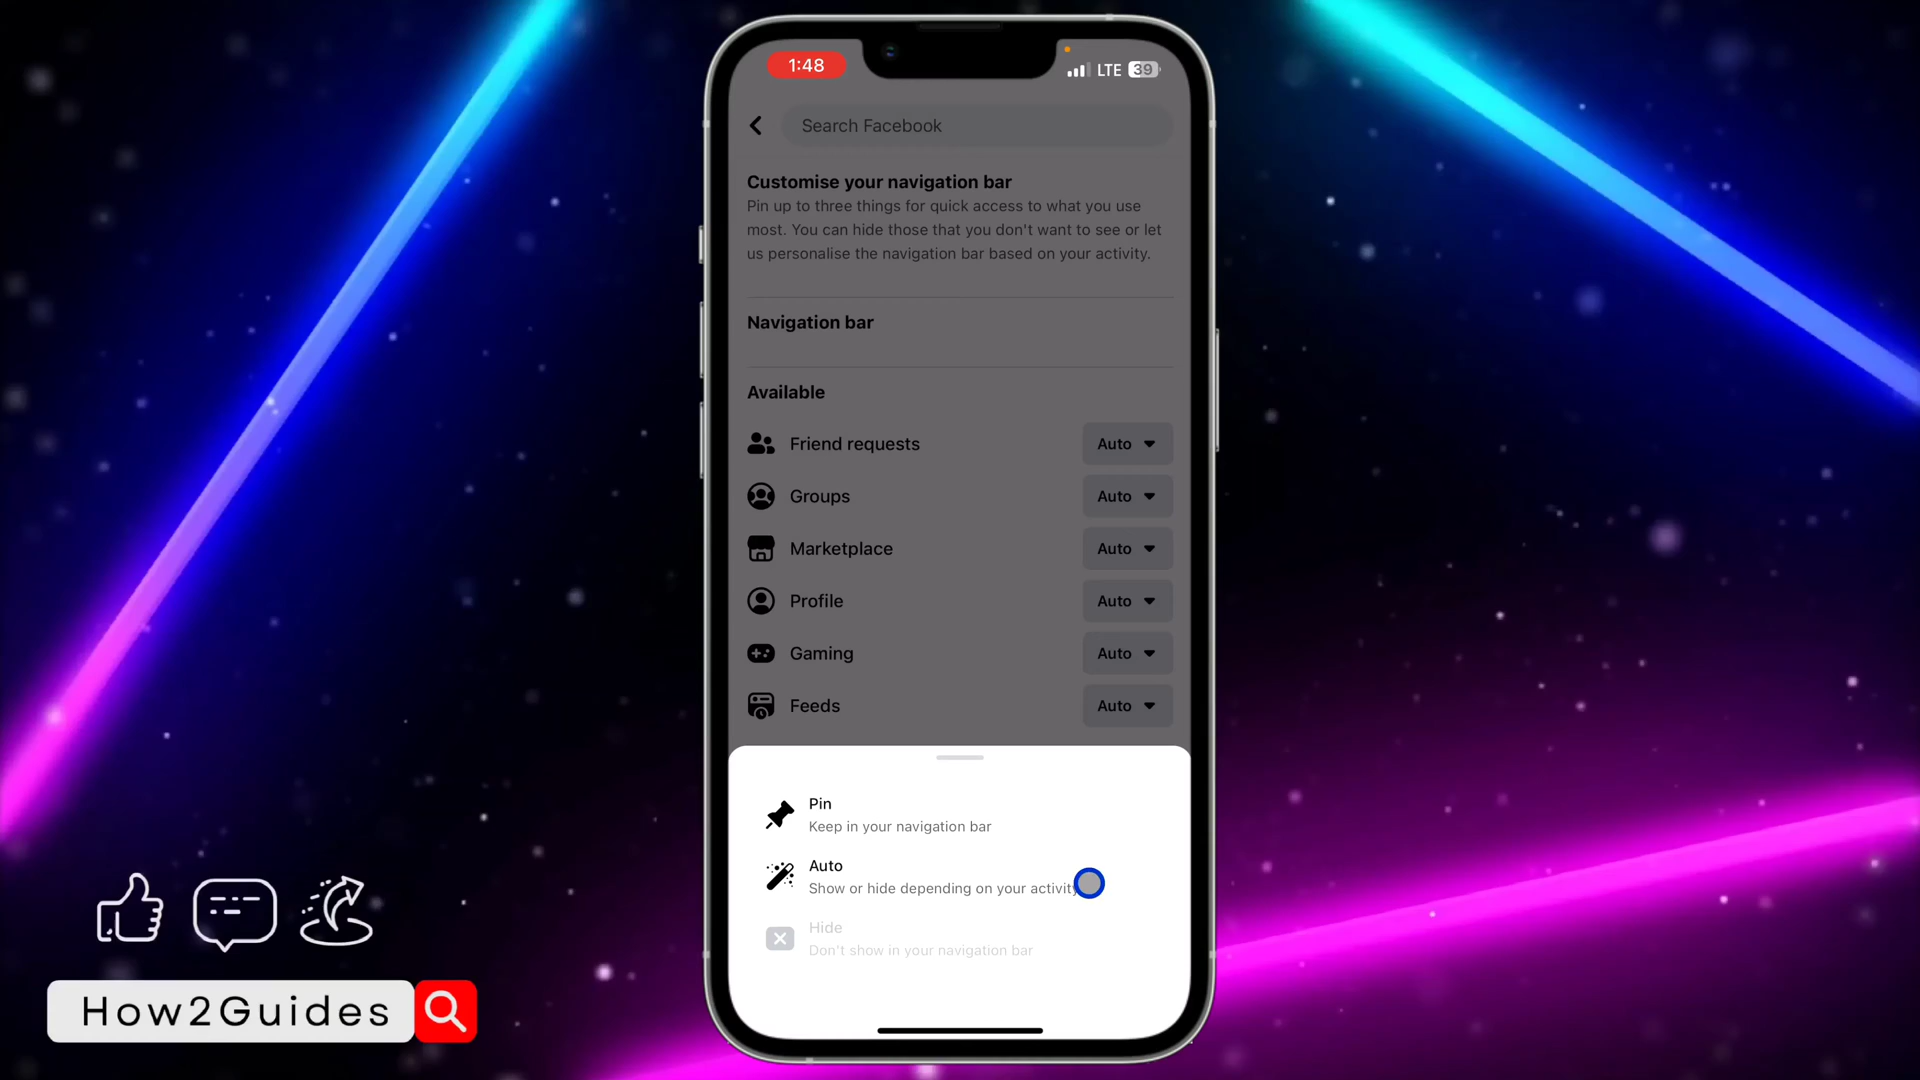 1:48
LTE 39
Search Facebook
Customise your navigation bar
Pin up to three things for quick access to what you use
most. You can hide those that you don't want to see or let
us personalise the navigation bar based on your activity.
Navigation bar
Available
Friend requests Auto
Groups Auto
Marketplace Auto
Profile Auto
Gaming Auto
Feeds Auto
Pin
Keep in your navigation bar
Auto
Show or hide depending on your activity
Hide
Don't show in your navigation bar
How2Guides